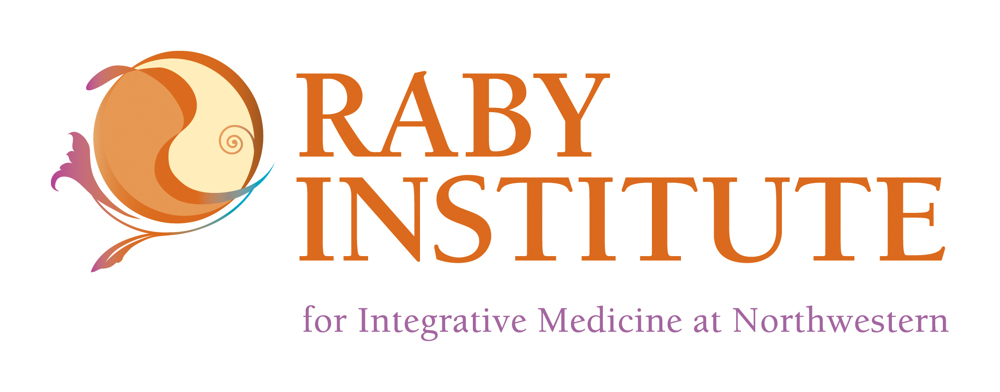 RABY
INSTITUTE
for Integrative Medicine at Northwestern